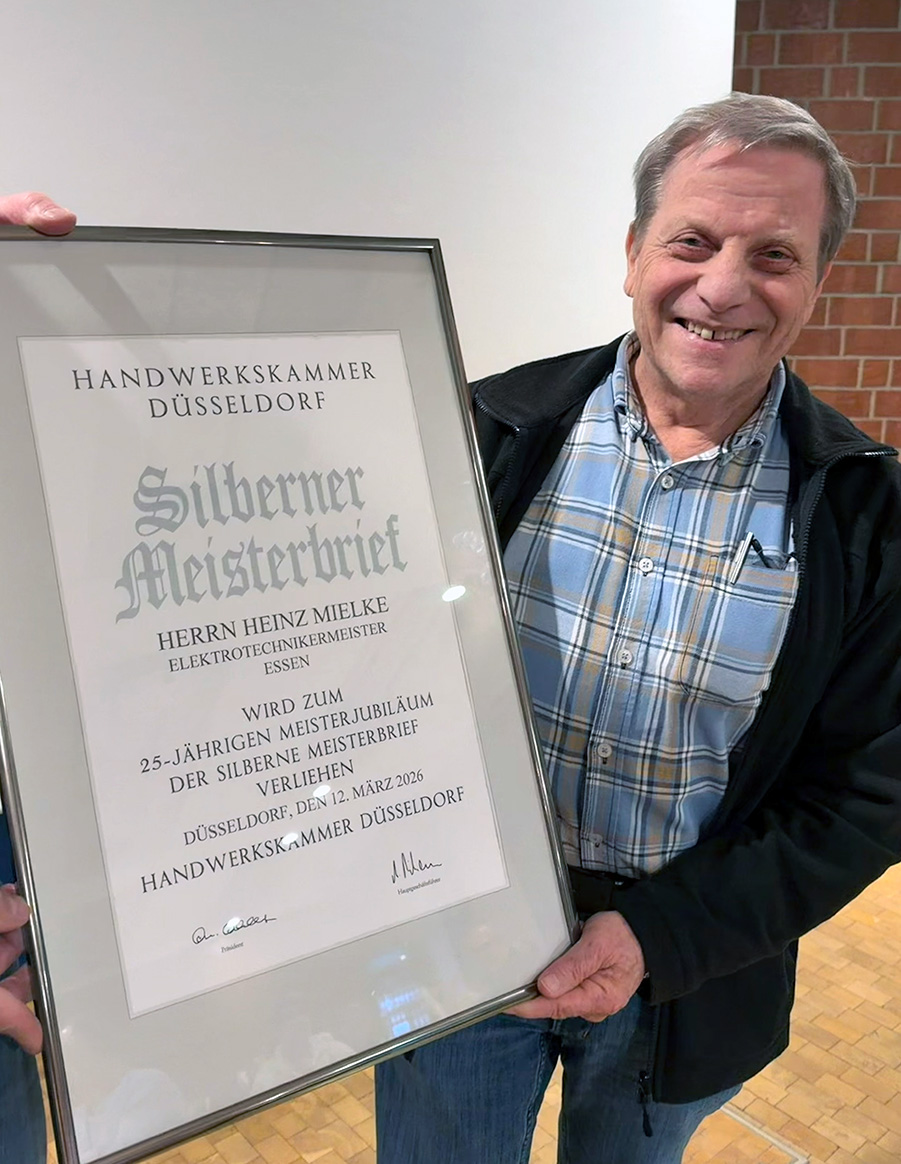 HANDWERKSKAMMER
DÜSSELDORF
Silberner
Meisterbrief
HERRN HEINZ MIELKE
ELEKTROTECHNIKERMEISTER
ESSEN
WIRD ZUM
25-JÄHRIGEN MEISTERJUBILÄUM
DER SILBERNE MEISTERBRIEF
VERLIEHEN
DÜSSELDORF, DEN 12. MÄRZ 2026
HANDWERKSKAMMER DÜSSELDORF
Präsident
Hauptgeschäftsführer